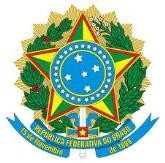 REPÚBLICA FEDERATIVA DO BRASIL
15 de Novembro de 1889